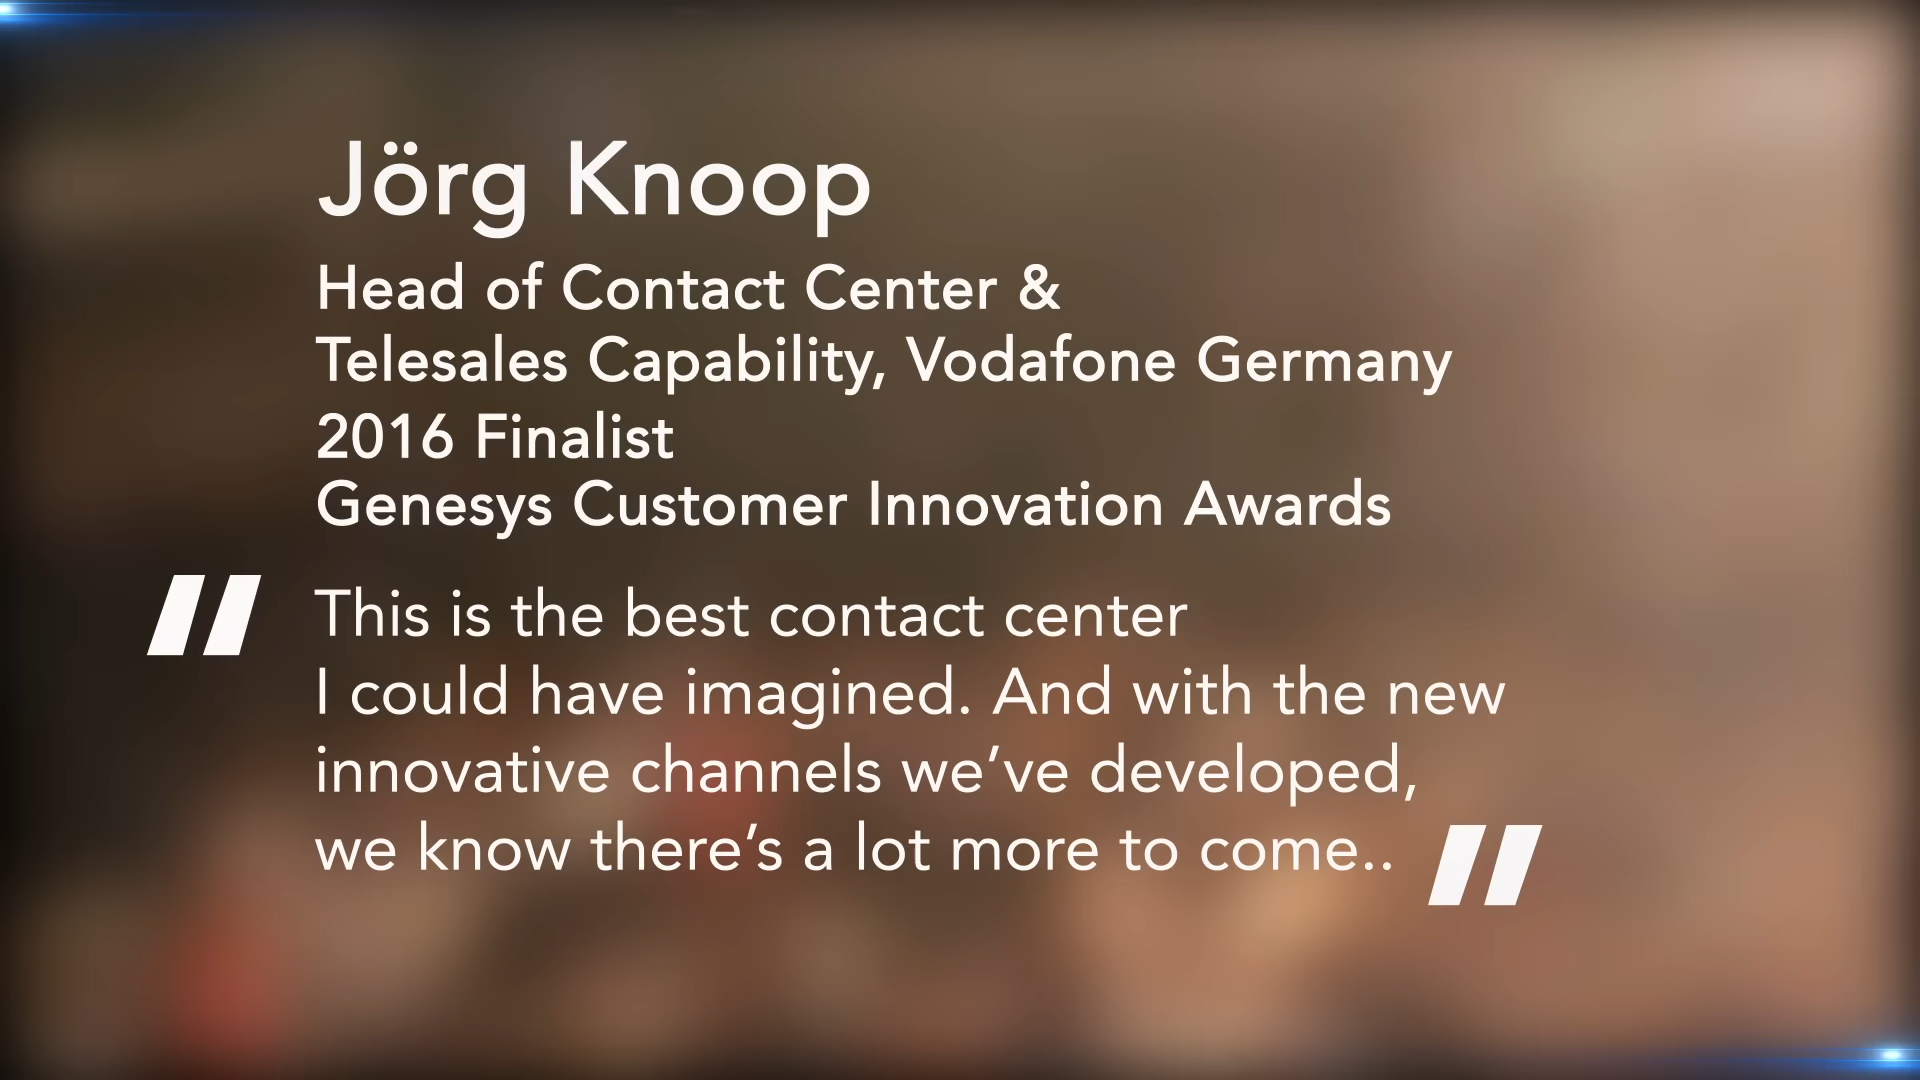 Jörg Knoop
Head of Contact Center &
Telesales Capability, Vodafone Germany
2016 Finalist
Genesys Customer Innovation Awards
"This is the best contact center
I could have imagined. And with the new
innovative channels we’ve developed,
we know there’s a lot more to come.."